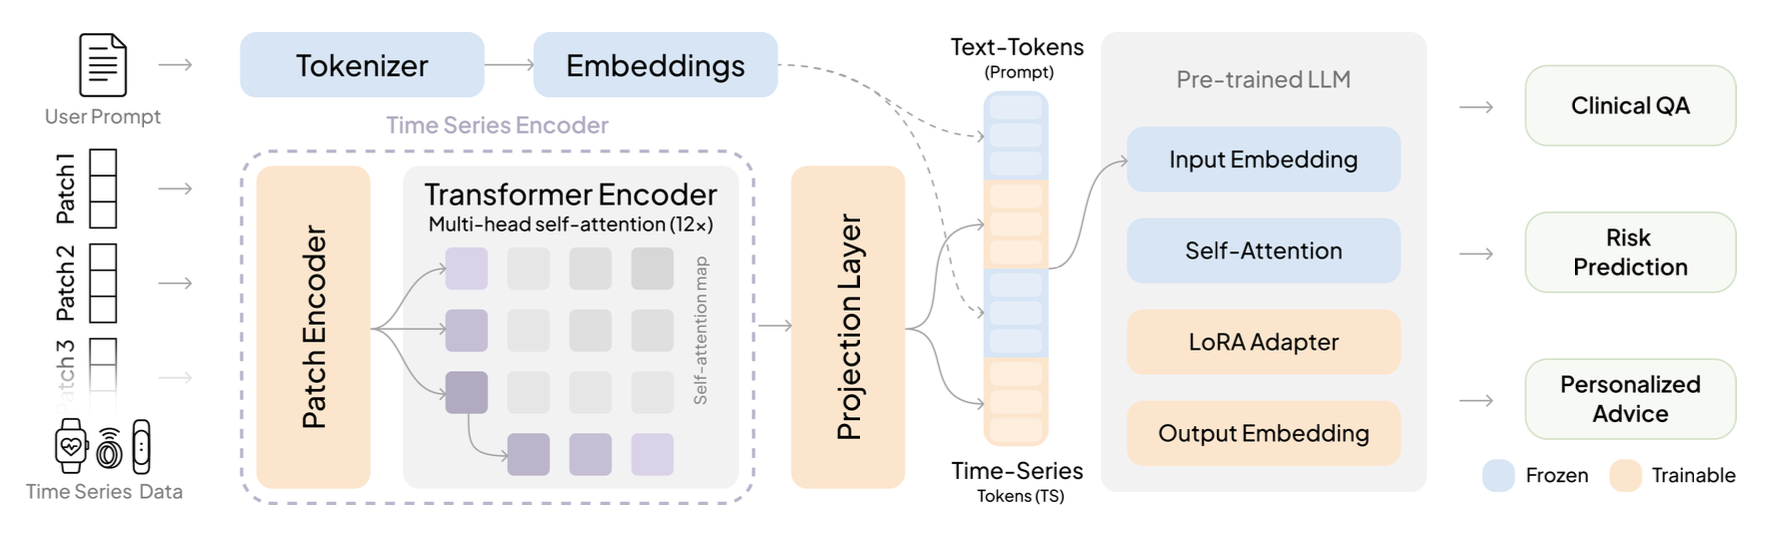 User Prompt
Patch 1
Patch 2
Patch 3
Time Series Data
Tokenizer
Embeddings
Time Series Encoder
Patch Encoder
Transformer Encoder
Multi-head self-attention (12×)
Self-attention map
Projection Layer
Text-Tokens
(Prompt)
Time-Series
Tokens (TS)
Pre-trained LLM
Input Embedding
Self-Attention
LoRA Adapter
Output Embedding
Clinical QA
Risk
Prediction
Personalized
Advice
Frozen
Trainable